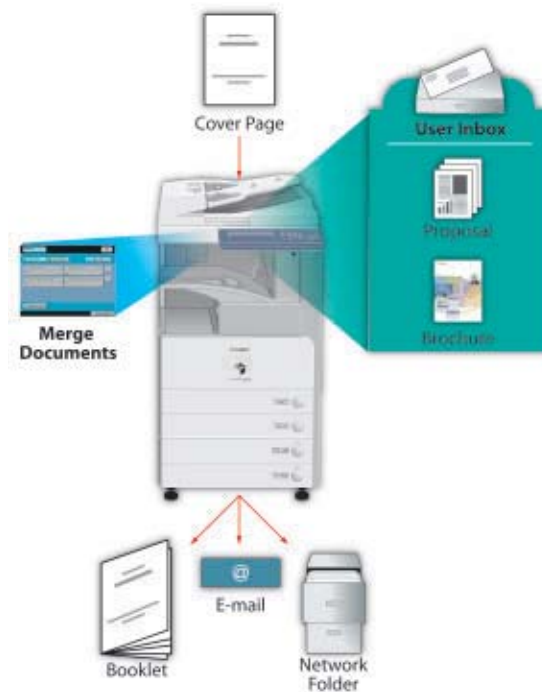 Cover Page
User Inbox
Proposal
Brochure
Merge
Documents
@
Booklet
E-mail
Network
Folder